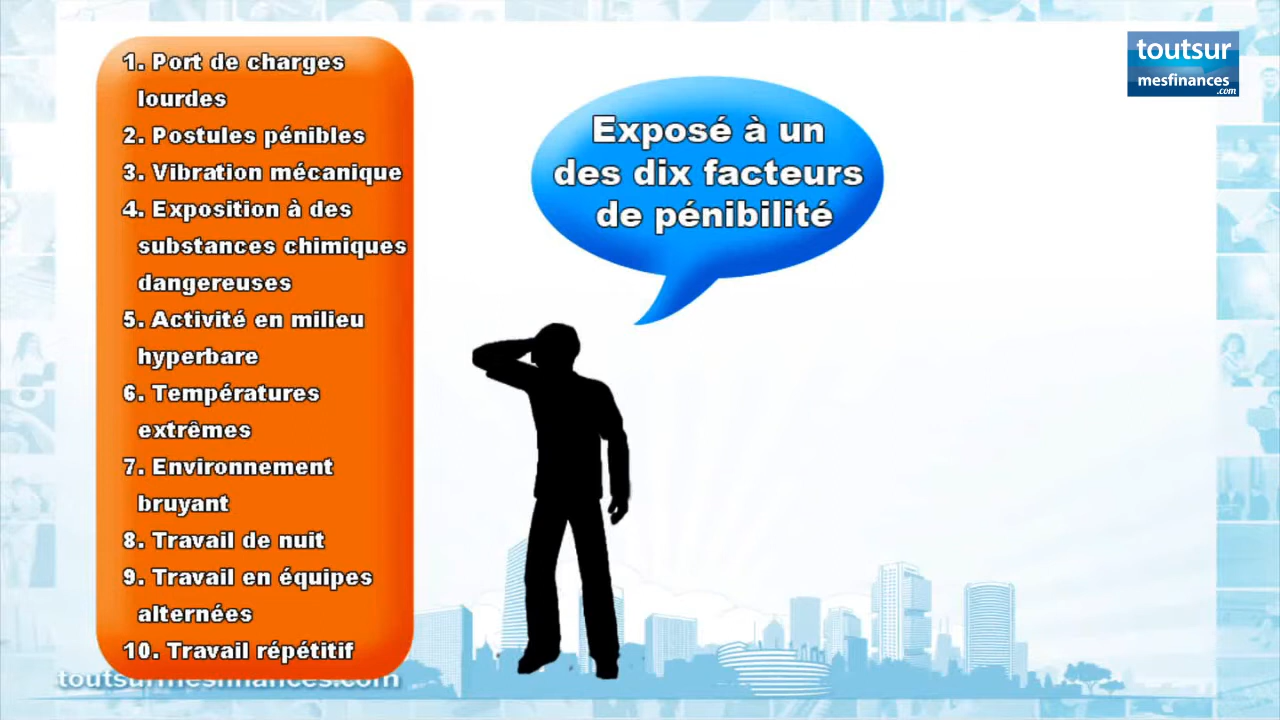 1. Port de charges
lourdes
2. Postules pénibles
3. Vibration mécanique
4. Exposition à des
substances chimiques
dangereuses
5. Activité en milieu
hyperbare
6. Températures
extrêmes
7. Environnement
bruyant
8. Travail de nuit
9. Travail en équipes
alternées
10. Travail répétitif
toutsurmesfinances.com
Exposé à un
des dix facteurs
de pénibilité
toutsur
mesfinances
.com